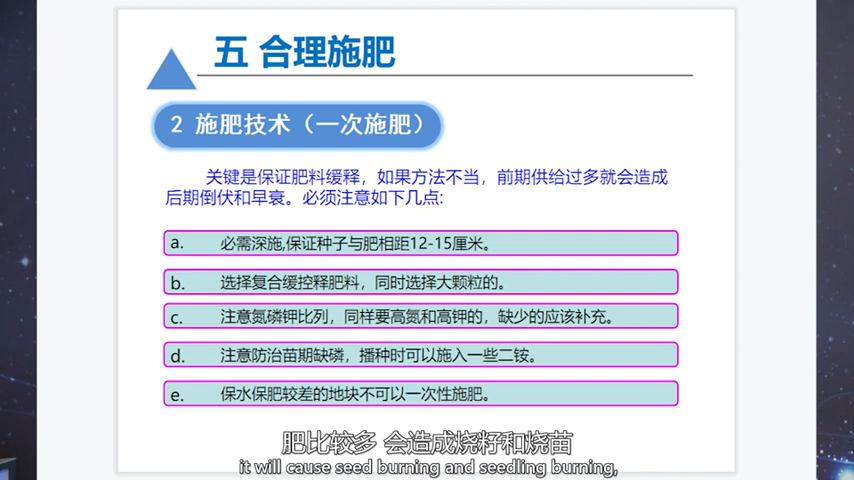 五 合理施肥
2 施肥技术（一次施肥）
关键是保证肥料缓释，如果方法不当，前期供给过多就会造成
后期倒伏和早衰。必须注意如下几点:
a. 必需深施,保证种子与肥相距12-15厘米。
b. 选择复合缓控释肥料，同时选择大颗粒的。
c. 注意氮磷钾比列，同样要高氮和高钾的，缺少的应该补充。
d. 注意防治苗期缺磷，播种时可以施入一些二铵。
e. 保水保肥较差的地块不可以一次性施肥。
肥比较多 会造成烧籽和烧苗
it will cause seed burning and seedling burning,